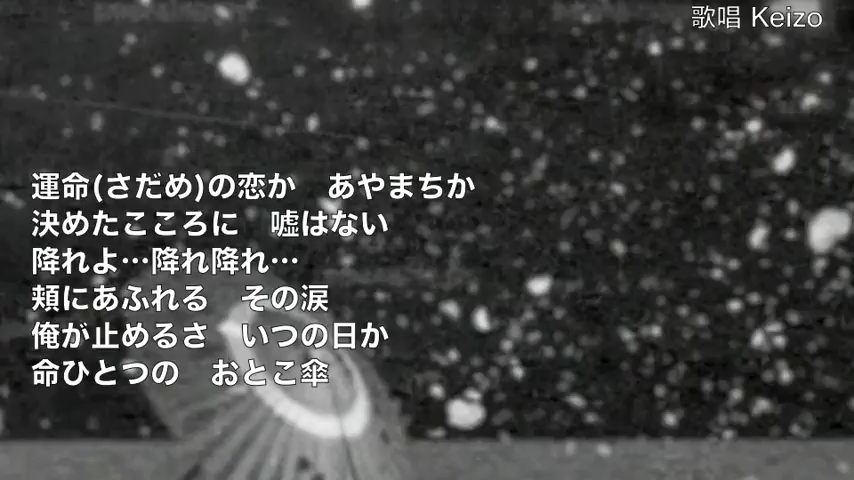 歌唱 Keizo
運命(さだめ)の恋か　あやまちか
決めたこころに　嘘はない
降れよ…降れ降れ…
頬にあふれる　その涙
俺が止めるさ　いつの日か
命ひとつの　おとこ傘